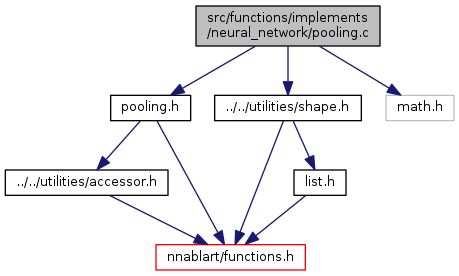 src/functions/implements
/neural_network/pooling.c
pooling.h
../../utilities/shape.h
math.h
../../utilities/accessor.h
list.h
nnablart/functions.h